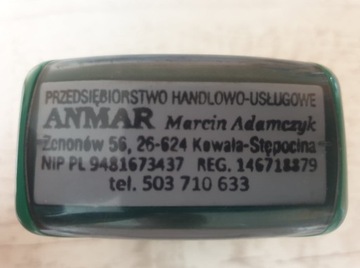 PRZEDSIĘBIORSTWO HANDLOWO-USŁUGOWE
ANMAR Marcin Adamczyk
Żenonów 56, 26-624 Kowala-Stępocina
NIP PL 9481673437 REG. 146718879
tel. 503 710 633